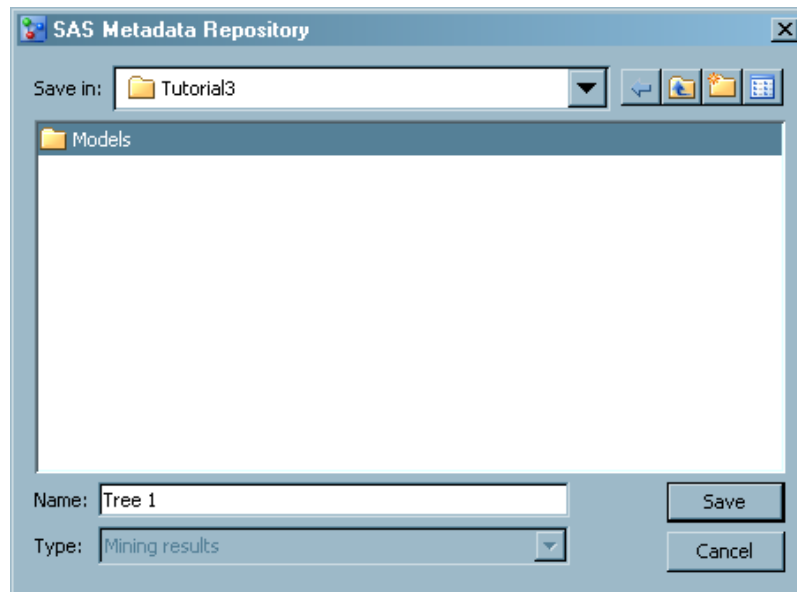 SAS Metadata Repository
Save in: Tutorial3
Models
Name: Tree 1
Save
Type: Mining results
Cancel